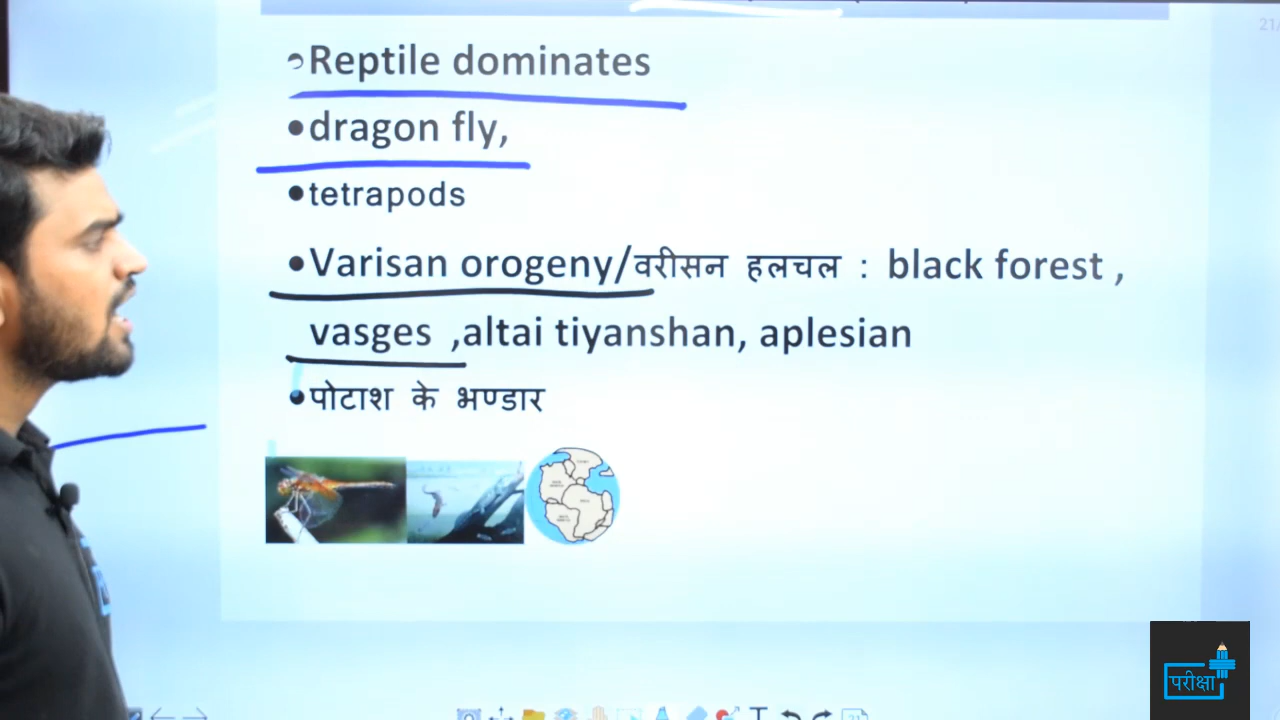 Reptile dominates
dragon fly,
tetrapods
Varisan orogeny/वरीसन हलचल : black forest ,
vasges ,altai tiyanshan, aplesian
पोटाश के भण्डार
परीक्षा